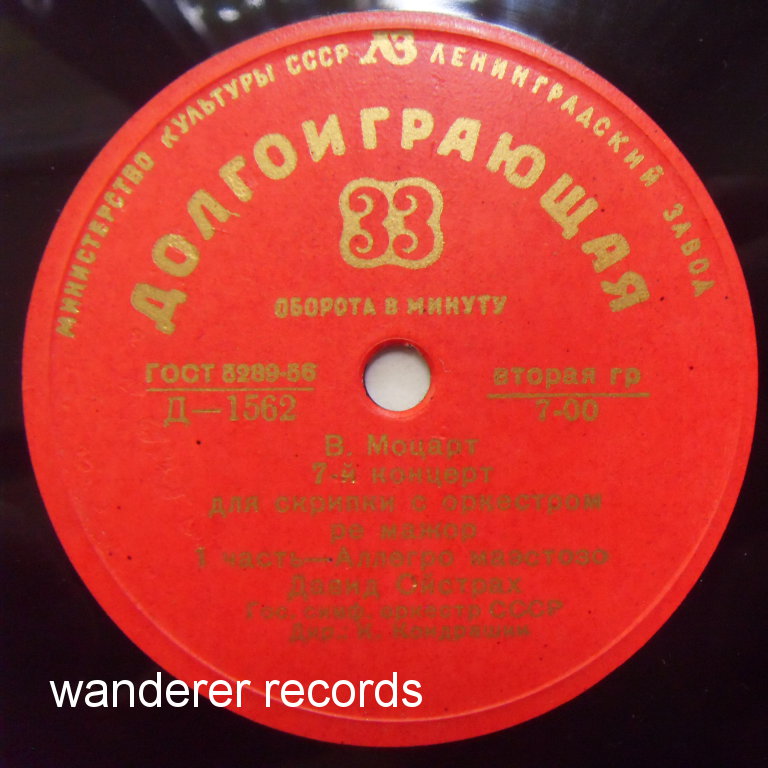 МИНИСТЕРСТВО КУЛЬТУРЫ СССР ЛЗ ЛЕНИНГРАДСКИЙ ЗАВОД
ДОЛГОИГРАЮЩАЯ
33
ОБОРОТА В МИНУТУ
ГОСТ 5289-56 вторая гр
Д—1562 7-00
В. Моцарт
7-й концерт
для скрипки с оркестром
ре мажор
1 часть—Аллегро маэстозо
Давид Ойстрах
Гос. симф. оркестр СССР
Дир. К. Кондрашин
wanderer records